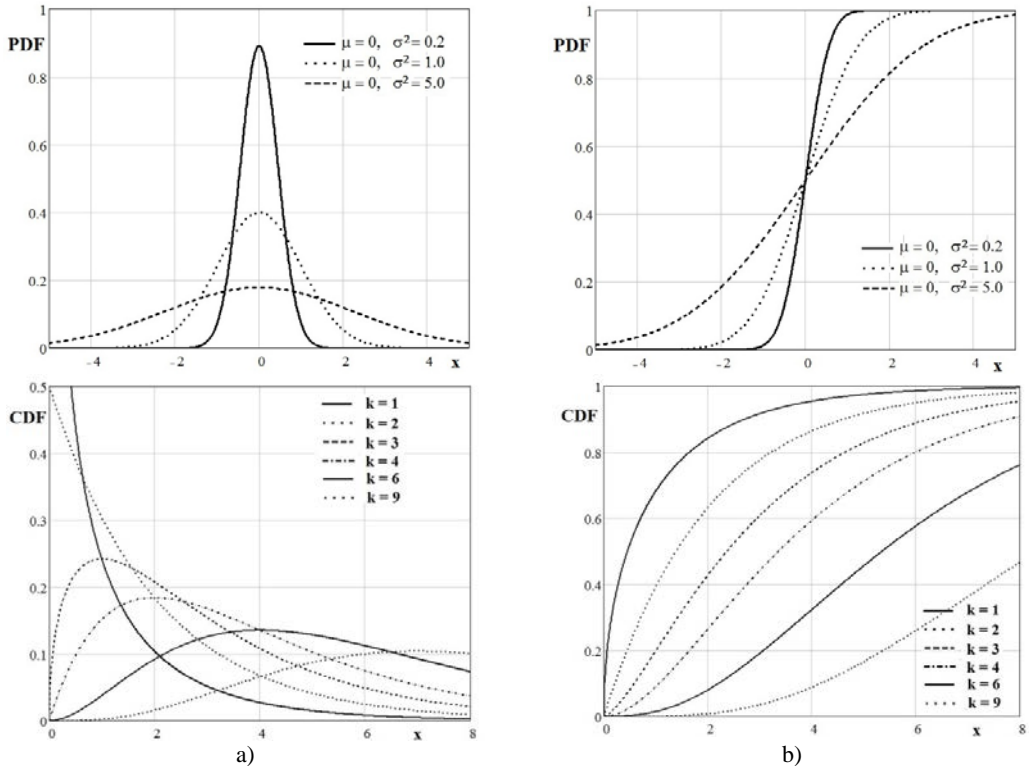 1
PDF
0.8
0.6
0.4
0.2
0
μ = 0, σ² = 0.2
μ = 0, σ² = 1.0
μ = 0, σ² = 5.0
-4 -2 0 2 4
x
1
PDF
0.8
0.6
0.4
0.2
0
μ = 0, σ² = 0.2
μ = 0, σ² = 1.0
μ = 0, σ² = 5.0
-4 -2 0 2 4
x
0.5
CDF
0.4
0.3
0.2
0.1
0
k = 1
k = 2
k = 3
k = 4
k = 6
k = 9
0 2 4 6 8
x
a)
1
CDF
0.8
0.6
0.4
0.2
0
k = 1
k = 2
k = 3
k = 4
k = 6
k = 9
0 2 4 6 8
x
b)